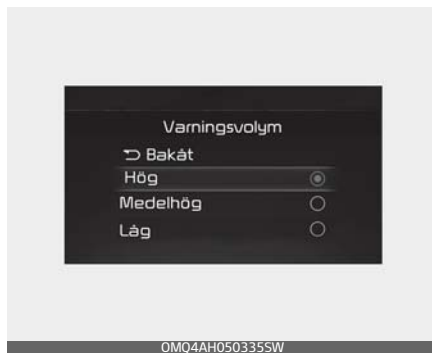 Varningsvolym
Bakåt
Hög
Medelhög
Låg
OMQ4AH050335SW